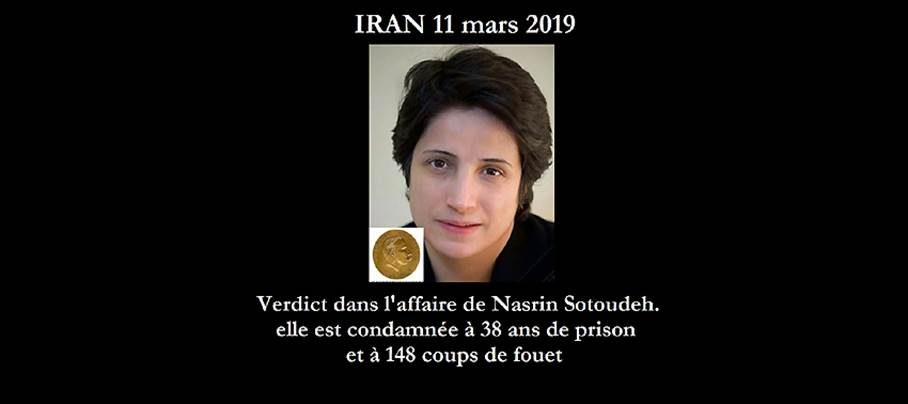 IRAN 11 mars 2019
Verdict dans l'affaire de Nasrin Sotoudeh.
elle est condamnée à 38 ans de prison
et à 148 coups de fouet